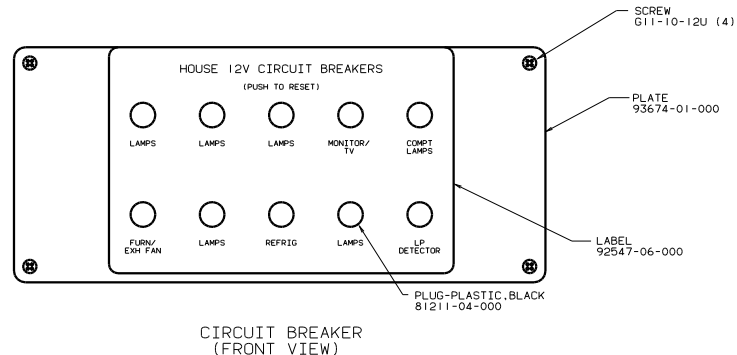 SCREW
G11-10-12U (4)
HOUSE 12V CIRCUIT BREAKERS
(PUSH TO RESET)
PLATE
93674-01-000
LAMPS
LAMPS
LAMPS
MONITOR/
TV
COMPT
LAMPS
FURN/
EXH FAN
LAMPS
REFRIG
LAMPS
LP
DETECTOR
LABEL
92547-06-000
PLUG-PLASTIC,BLACK
81211-04-000
CIRCUIT BREAKER
(FRONT VIEW)